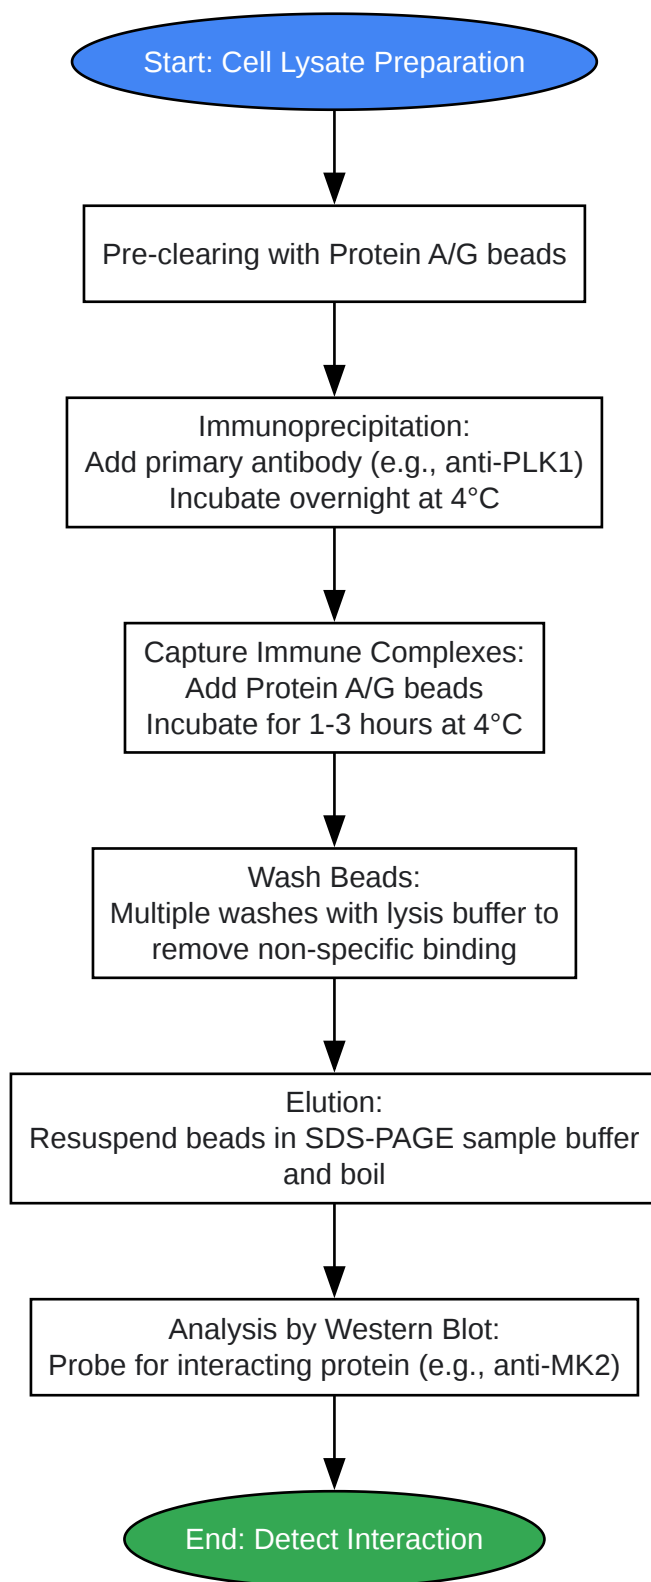 Start: Cell Lysate Preparation
Pre-clearing with Protein A/G beads
Immunoprecipitation:
Add primary antibody (e.g., anti-PLK1)
Incubate overnight at 4°C
Capture Immune Complexes:
Add Protein A/G beads
Incubate for 1-3 hours at 4°C
Wash Beads:
Multiple washes with lysis buffer to
remove non-specific binding
Elution:
Resuspend beads in SDS-PAGE sample buffer
and boil
Analysis by Western Blot:
Probe for interacting protein (e.g., anti-MK2)
End: Detect Interaction